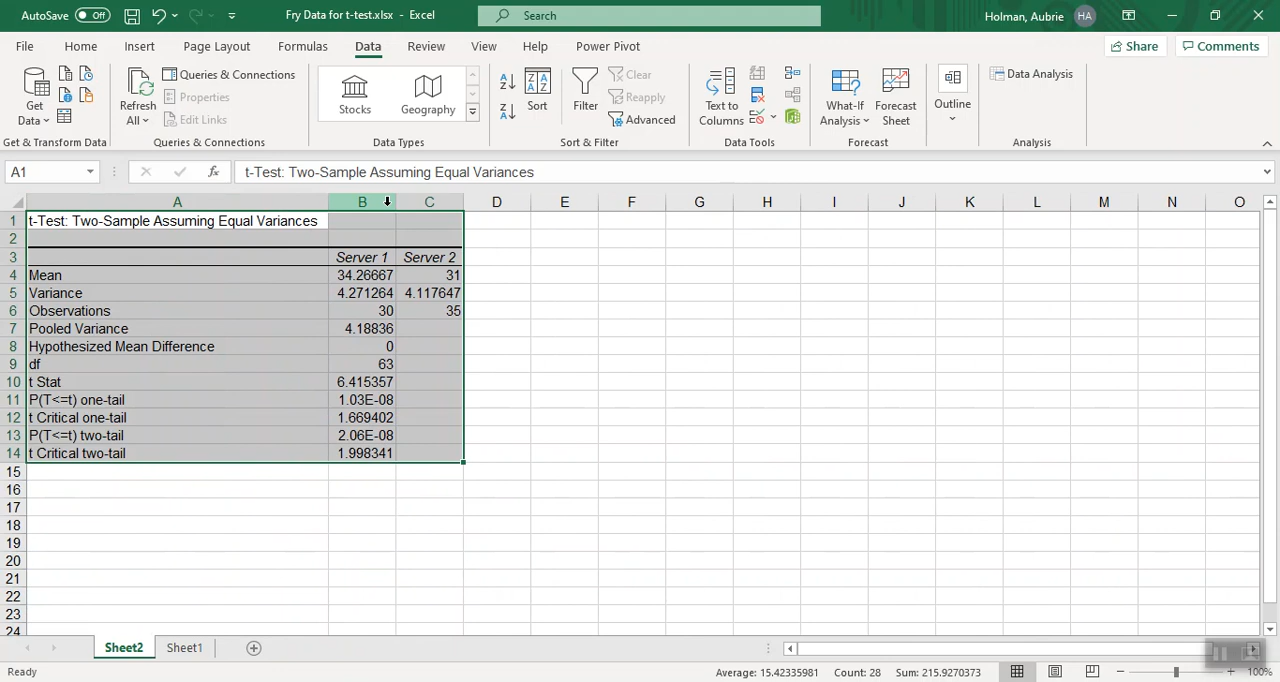 AutoSave Off Fry Data for t-test.xlsx - Excel Search Holman, Aubrie HA
File Home Insert Page Layout Formulas Data Review View Help Power Pivot Share Comments
Get Data
Refresh All
Queries & Connections
Properties
Edit Links
Stocks
Geography
Sort
Filter
Clear
Reapply
Advanced
Text to Columns
What-If Analysis
Forecast Sheet
Outline
Data Analysis
Get & Transform Data Queries & Connections Data Types Sort & Filter Data Tools Forecast Analysis
A1 fx t-Test: Two-Sample Assuming Equal Variances
A B C D E F G H I J K L M N O
1 t-Test: Two-Sample Assuming Equal Variances
2
3 Server 1 Server 2
4 Mean 34.26667 31
5 Variance 4.271264 4.117647
6 Observations 30 35
7 Pooled Variance 4.18836
8 Hypothesized Mean Difference 0
9 df 63
10 t Stat 6.415357
11 P(T<=t) one-tail 1.03E-08
12 t Critical one-tail 1.669402
13 P(T<=t) two-tail 2.06E-08
14 t Critical two-tail 1.998341
15
16
17
18
19
20
21
22
23
24
Sheet2 Sheet1
Ready Average: 15.42335981 Count: 28 Sum: 215.9270373 100%